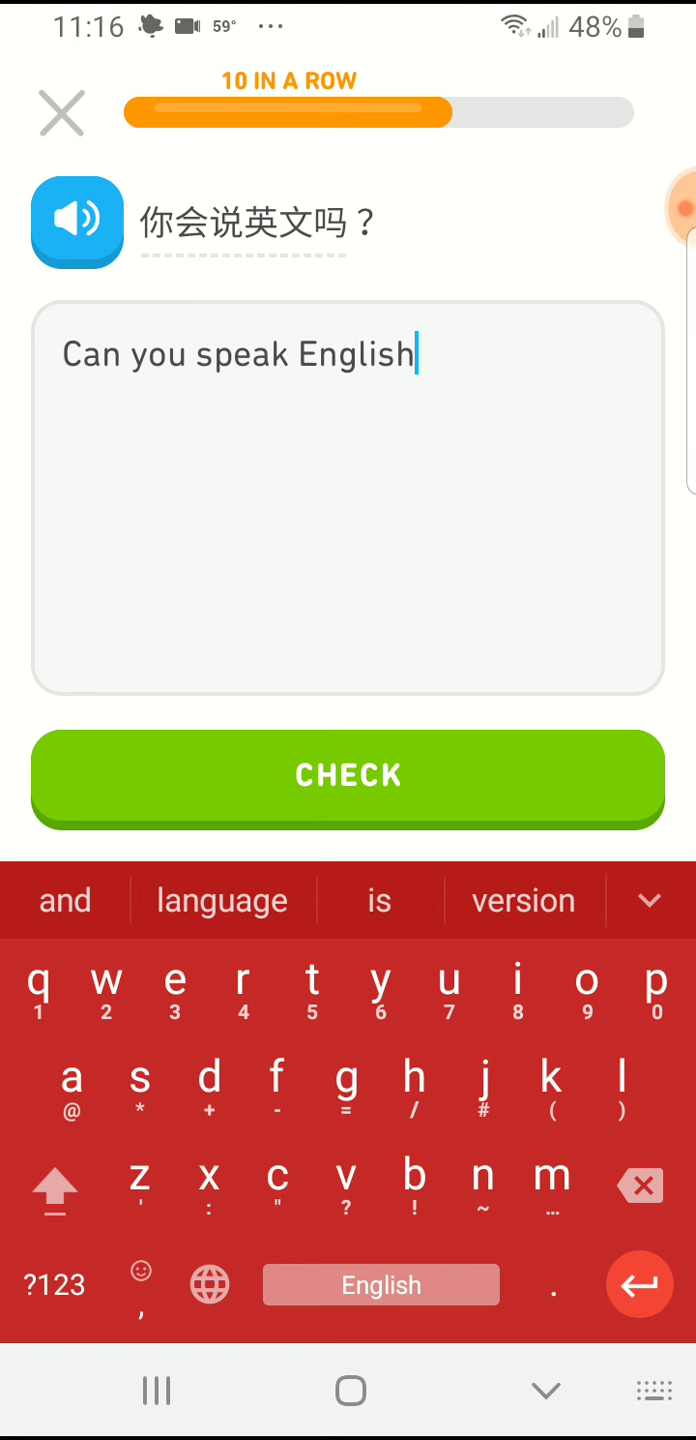 11:16 59° ... 48%
10 IN A ROW
你会说英文吗？
Can you speak English
CHECK
and language is version
q w e r t y u i o p
1 2 3 4 5 6 7 8 9 0
a s d f g h j k l
@ * + - = / # ( )
z x c v b n m
' : " ? ! ~ …
?123 , English .